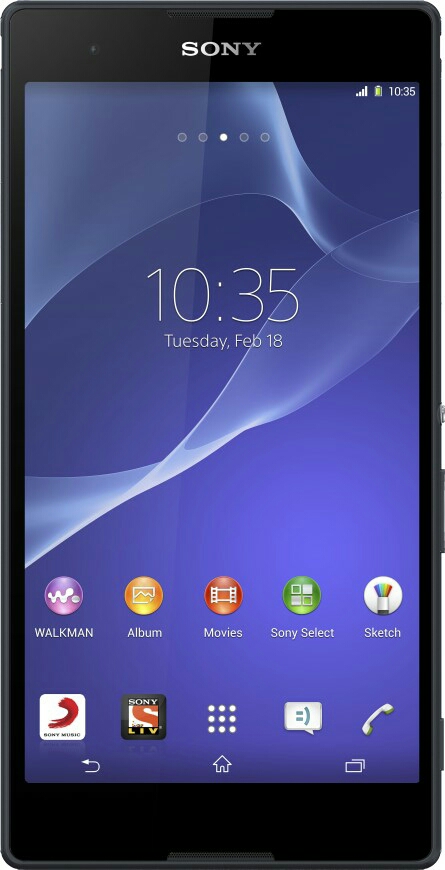 SONY
10:35
10:35
Tuesday, Feb 18
WALKMAN
Album
Movies
Sony Select
Sketch
SONY MUSIC
SONY
LIV